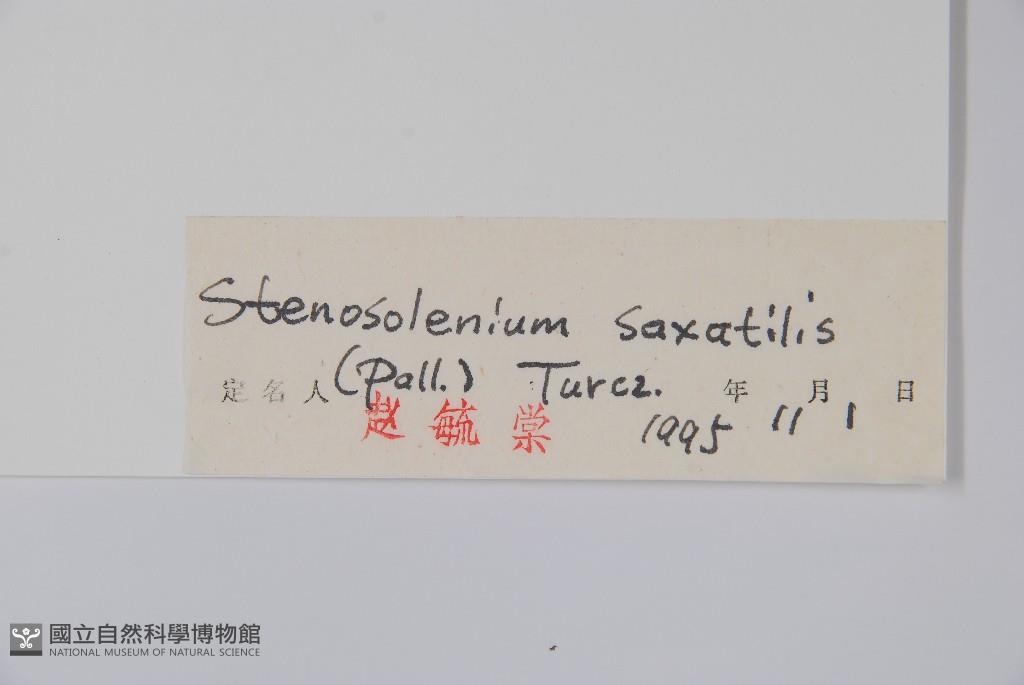 Stenosolenium saxatilis
(Pall.) Turcz.
定名人 年 月 日
赵毓棠 1995 11 1
國立自然科學博物館
NATIONAL MUSEUM OF NATURAL SCIENCE